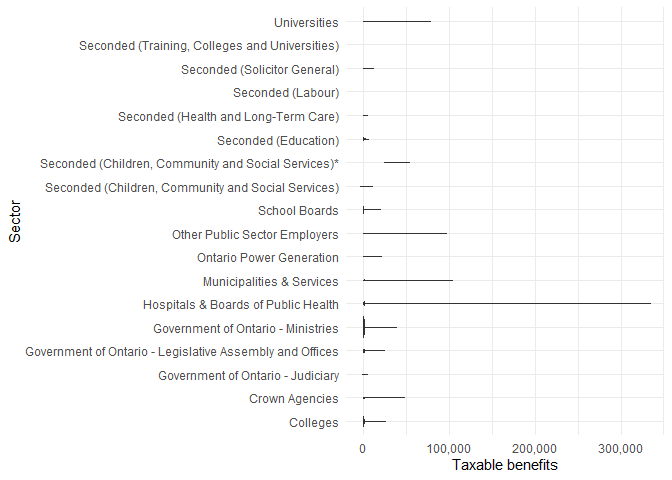 Universities
Seconded (Training, Colleges and Universities)
Seconded (Solicitor General)
Seconded (Labour)
Seconded (Health and Long-Term Care)
Seconded (Education)
Seconded (Children, Community and Social Services)*
Seconded (Children, Community and Social Services)
School Boards
Other Public Sector Employers
Ontario Power Generation
Municipalities & Services
Hospitals & Boards of Public Health
Government of Ontario - Ministries
Government of Ontario - Legislative Assembly and Offices
Government of Ontario - Judiciary
Crown Agencies
Colleges
Sector
0 100,000 200,000 300,000
Taxable benefits